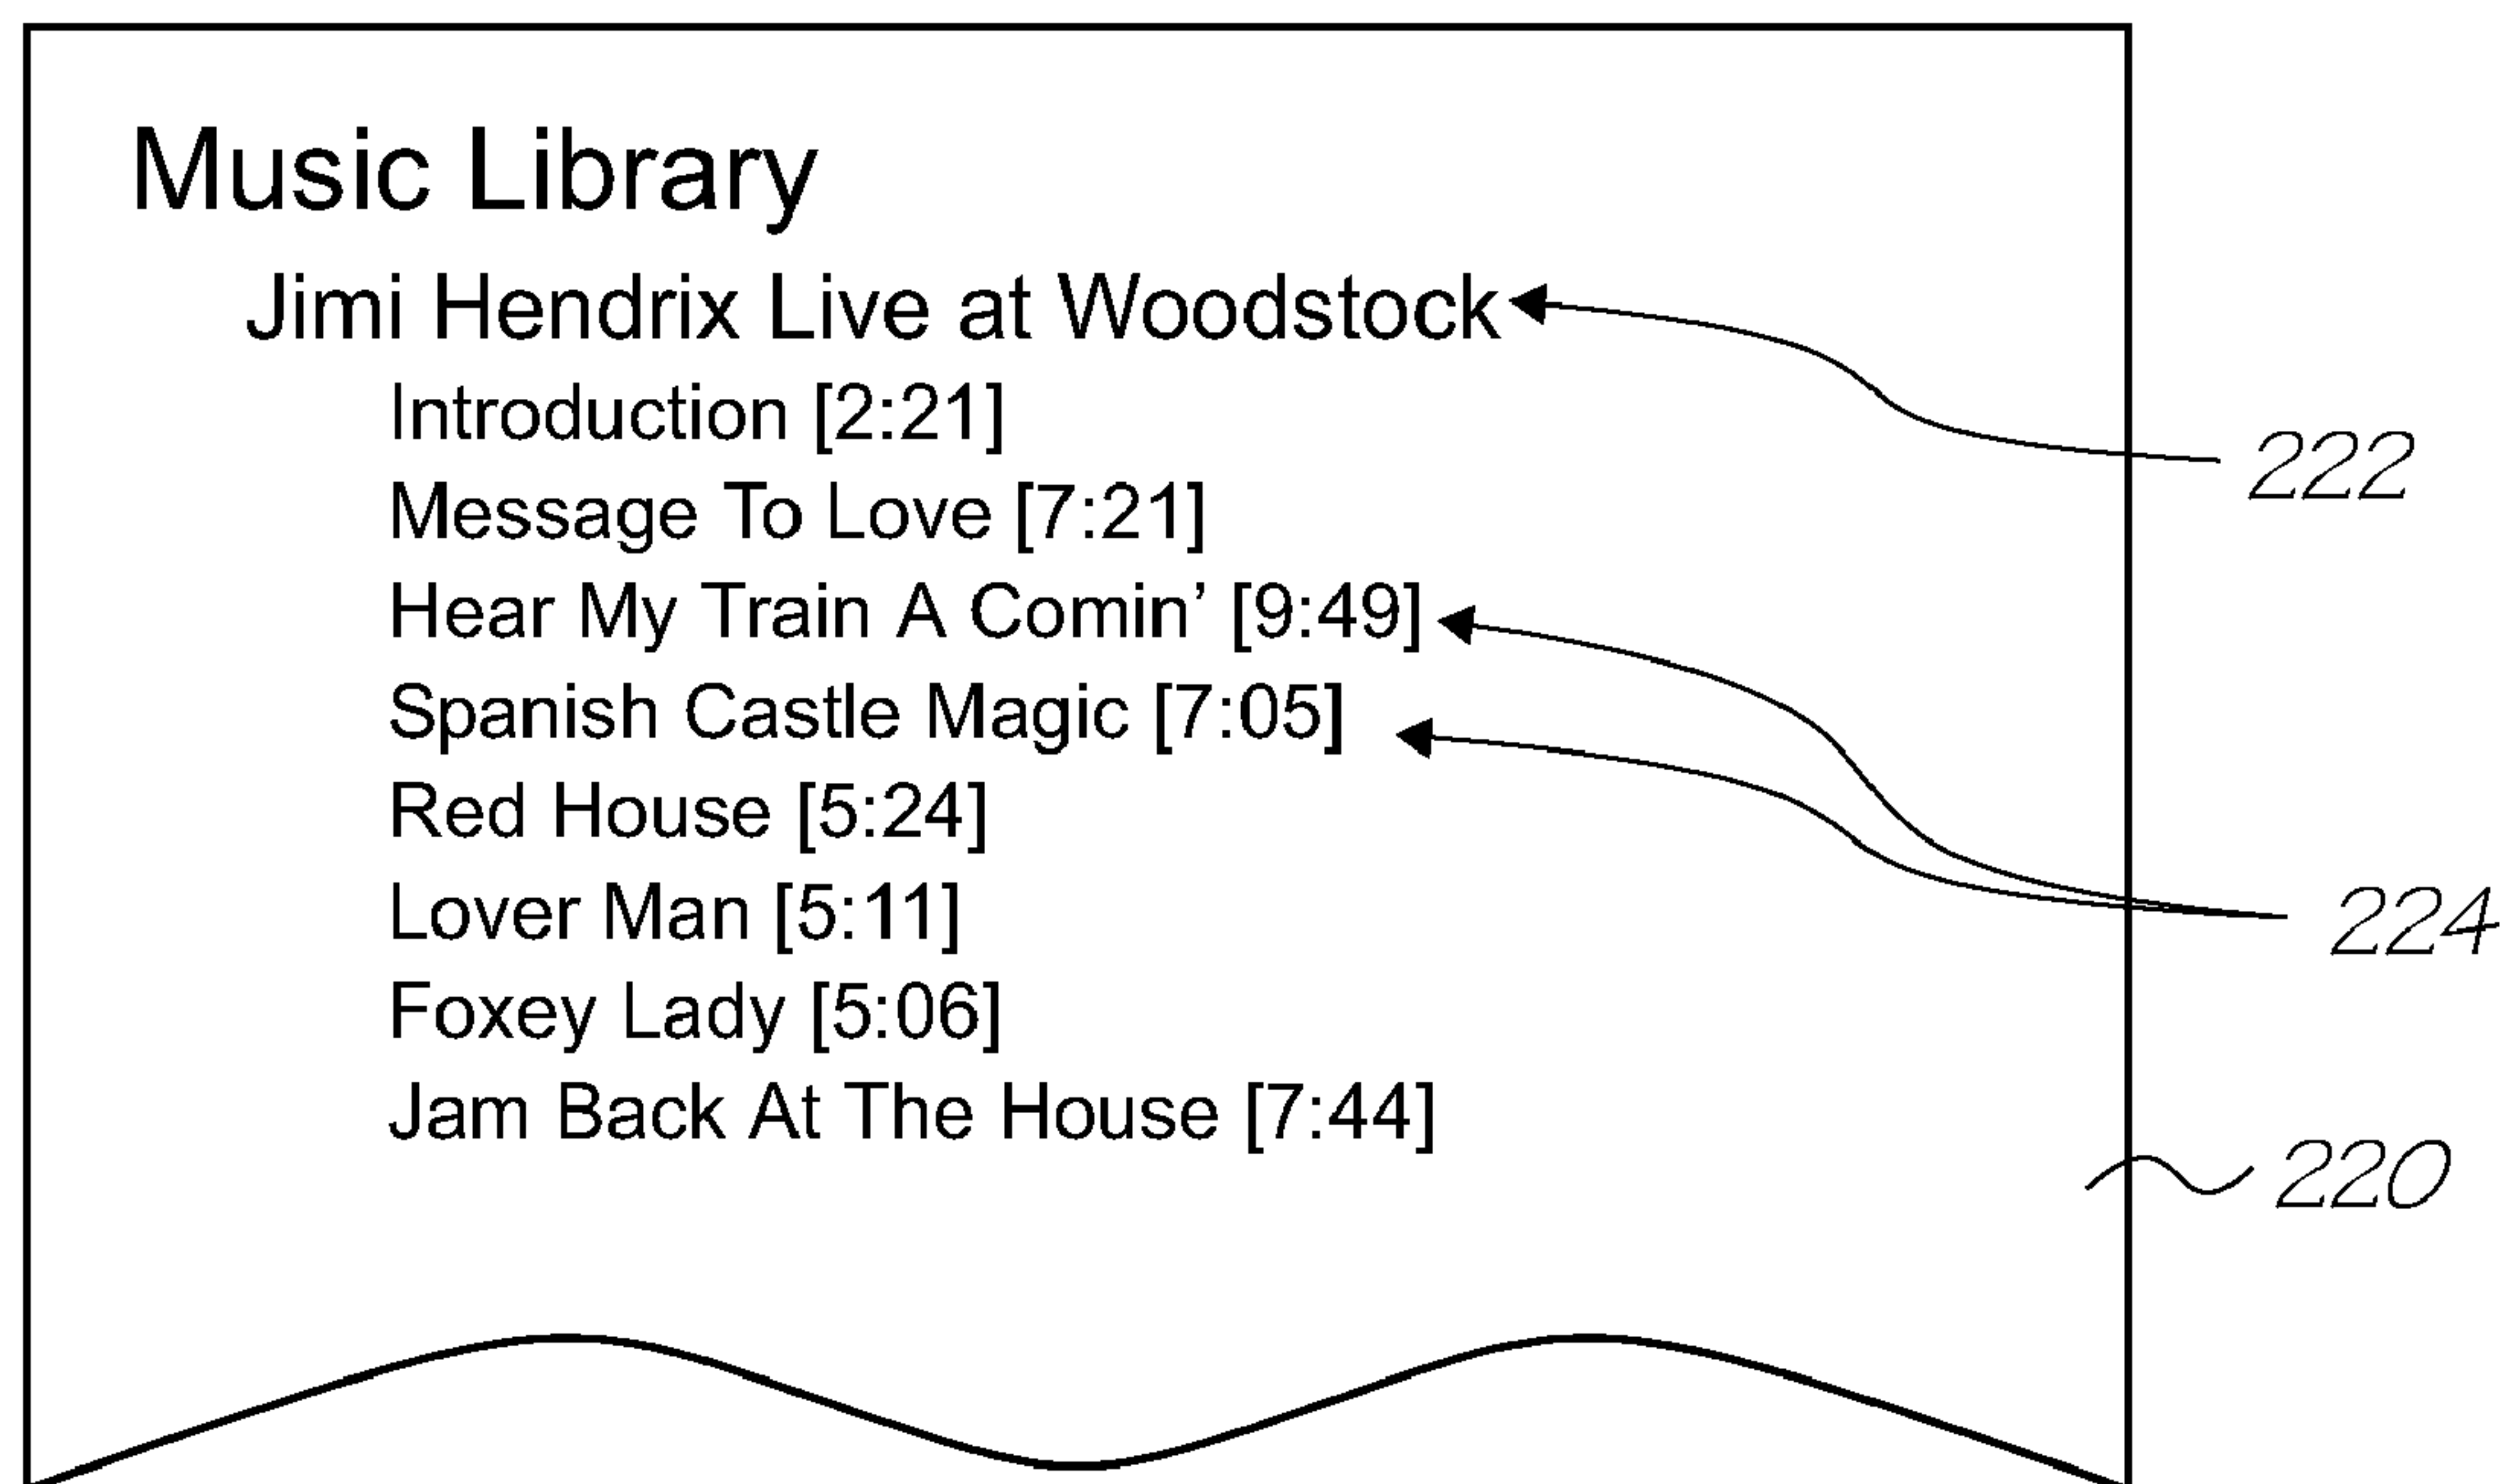 Music Library
Jimi Hendrix Live at Woodstock
Introduction [2:21]
222
Message To Love [7:21]
Hear My Train A Comin’ [9:49]
Spanish Castle Magic [7:05]
Red House [5:24]
Lover Man [5:11]
224
Foxey Lady [5:06]
Jam Back At The House [7:44]
220